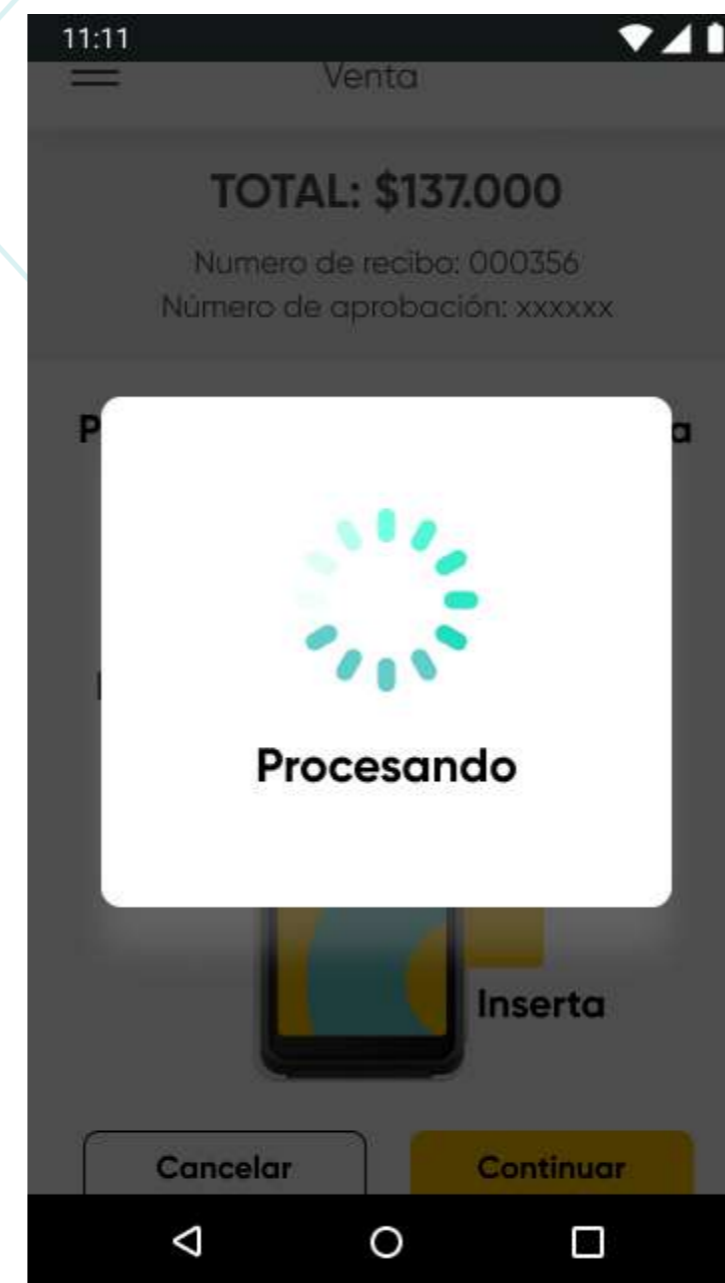 11:11
Venta
TOTAL: $137.000
Numero de recibo: 000356
Número de aprobación: xxxxxx
Procesando
Inserta
Cancelar
Continuar